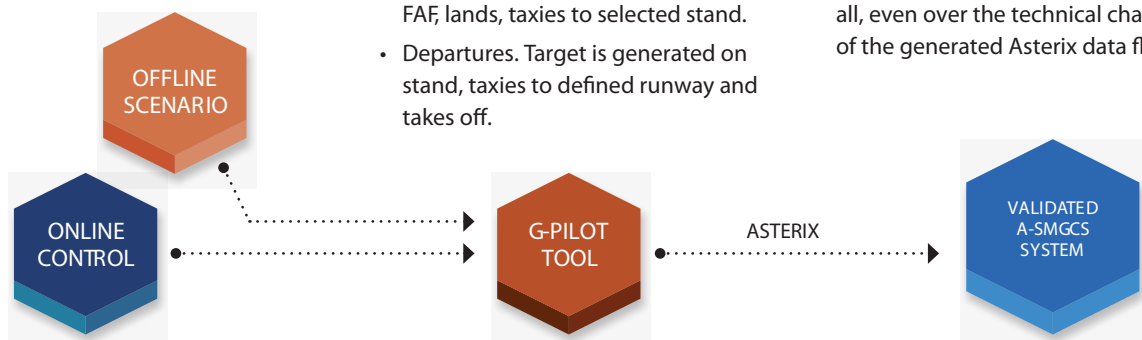 FAF, lands, taxies to selected stand.
• Departures. Target is generated on
stand, taxies to defined runway and
takes off.
all, even over the technical cha
of the generated Asterix data fl
OFFLINE
SCENARIO
ONLINE
CONTROL
G-PILOT
TOOL
ASTERIX
VALIDATED
A-SMGCS
SYSTEM